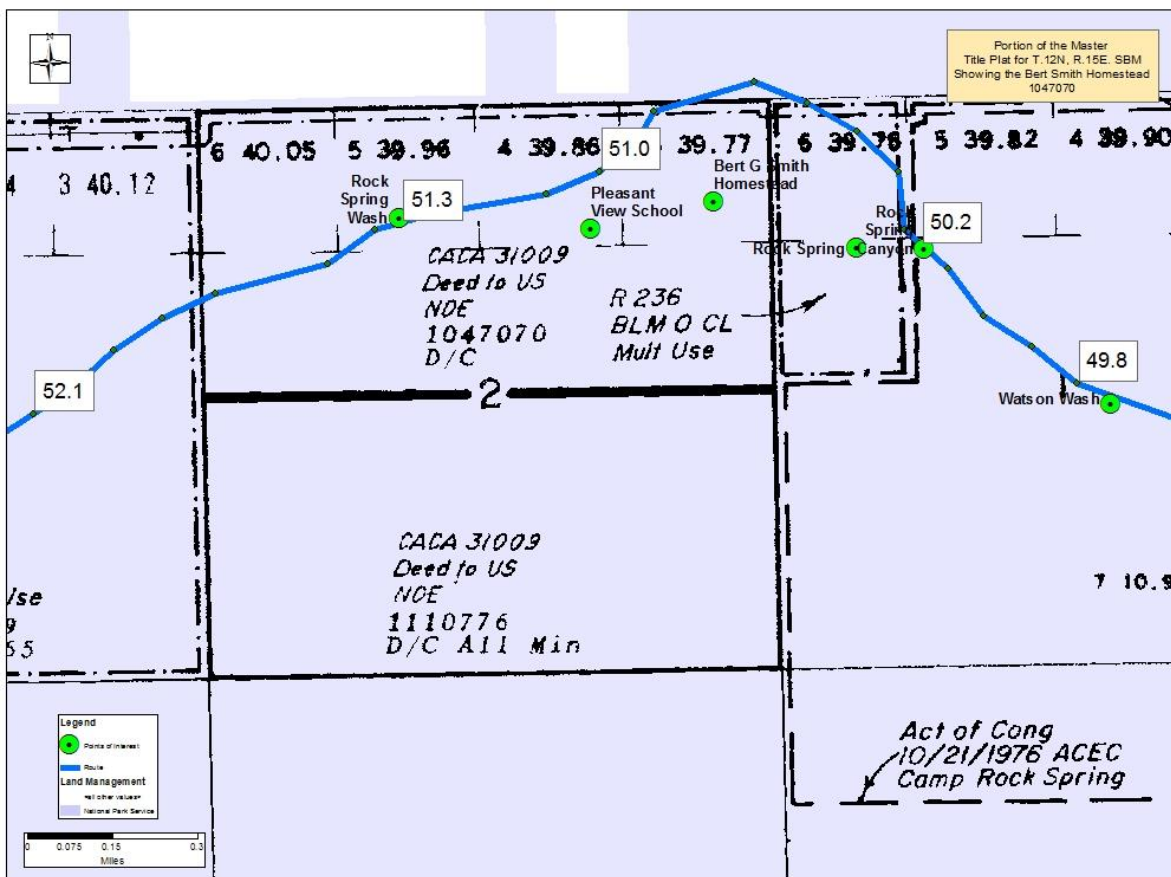 N
Portion of the Master
Title Plat for T.12N, R.15E. SBM
Showing the Bert Smith Homestead
1047070
4 3 40.12
6 40.05 5 39.96 4 39.86 39.77 6 39.76 5 39.82 4 39.90
51.0
Bert G Smith
Homestead
Rock
Spring
Wash
51.3
Pleasant
View School
Rock
Spring
Canyon
50.2
Rock Spring
CACA 31009
Deed to US
NOE
1047070
D/C
R 236
BLM O CL
Mult Use
52.1
2
49.8
Watson Wash
CACA 31009
Deed to US
NOE
1110776
D/C All Min
7 10.9
Act of Cong
10/21/1976 ACEC
Camp Rock Spring
Legend
Points of Interest
Route
Land Management
<all other values>
National Park Service
0 0.075 0.15 0.3
Miles